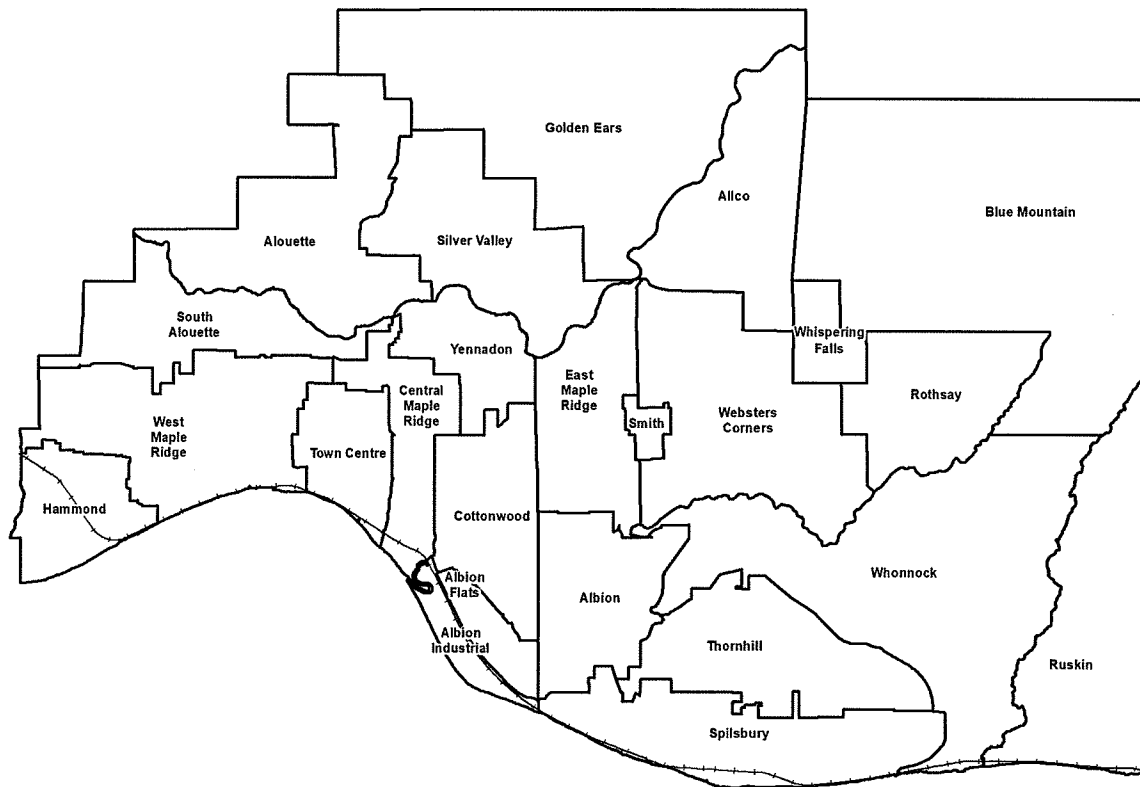 Golden Ears
Allco
Blue Mountain
Alouette
Silver Valley
South
Alouette
Yennadon
Whispering
Falls
East
Maple
Ridge
Central
Maple
Ridge
Rothsay
West
Maple
Ridge
Smith
Websters
Corners
Town Centre
Hammond
Cottonwood
Albion
Flats
Albion
Whonnock
Albion
Industrial
Thornhill
Ruskin
Spilsbury